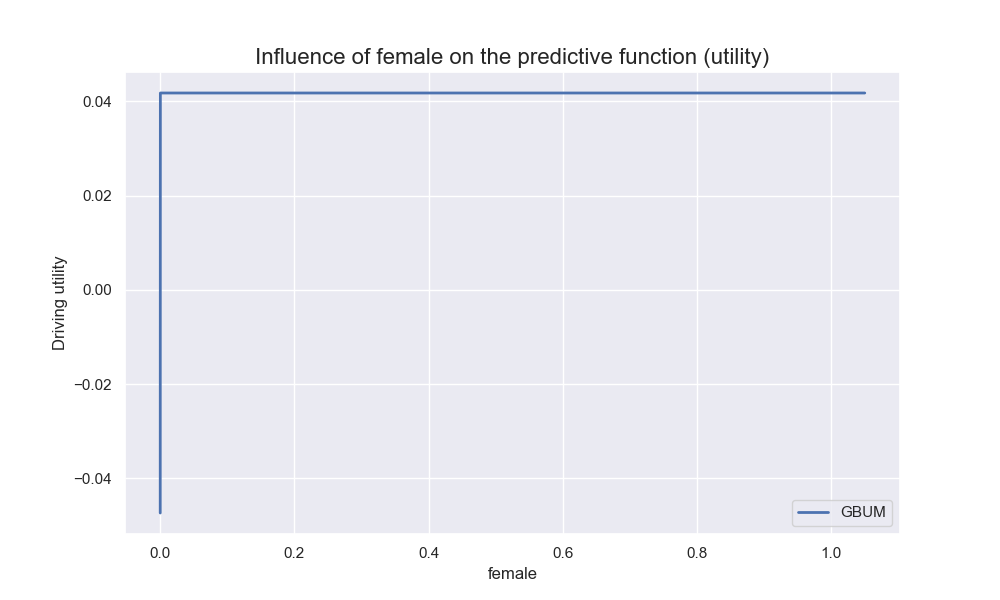 Influence of female on the predictive function (utility)
0.04
0.02
0.00
−0.02
−0.04
Driving utility
GBUM
0.0 0.2 0.4 0.6 0.8 1.0
female